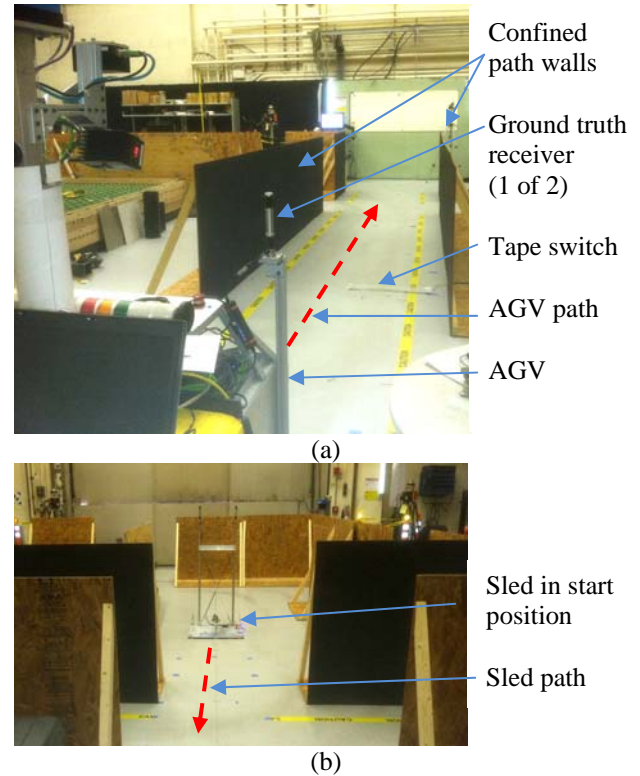 Confined
path walls
Ground truth
receiver
(1 of 2)
Tape switch
AGV path
AGV
(a)
Sled in start
position
Sled path
(b)